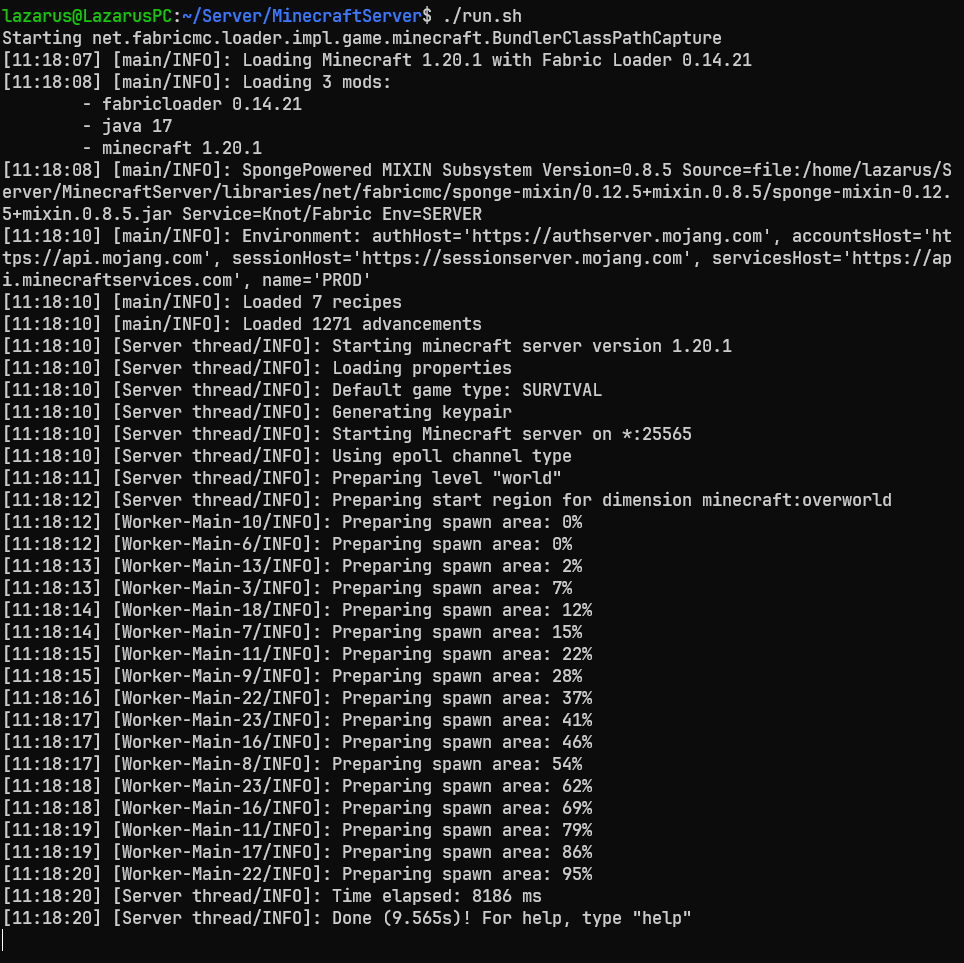 lazarus@LazarusPC:~/Server/MinecraftServer$ ./run.sh
Starting net.fabricmc.loader.impl.game.minecraft.BundlerClassPathCapture
[11:18:07] [main/INFO]: Loading Minecraft 1.20.1 with Fabric Loader 0.14.21
[11:18:08] [main/INFO]: Loading 3 mods:
        - fabricloader 0.14.21
        - java 17
        - minecraft 1.20.1
[11:18:08] [main/INFO]: SpongePowered MIXIN Subsystem Version=0.8.5 Source=file:/home/lazarus/S
erver/MinecraftServer/libraries/net/fabricmc/sponge-mixin/0.12.5+mixin.0.8.5/sponge-mixin-0.12.
5+mixin.0.8.5.jar Service=Knot/Fabric Env=SERVER
[11:18:10] [main/INFO]: Environment: authHost='https://authserver.mojang.com', accountsHost='ht
tps://api.mojang.com', sessionHost='https://sessionserver.mojang.com', servicesHost='https://ap
i.minecraftservices.com', name='PROD'
[11:18:10] [main/INFO]: Loaded 7 recipes
[11:18:10] [main/INFO]: Loaded 1271 advancements
[11:18:10] [Server thread/INFO]: Starting minecraft server version 1.20.1
[11:18:10] [Server thread/INFO]: Loading properties
[11:18:10] [Server thread/INFO]: Default game type: SURVIVAL
[11:18:10] [Server thread/INFO]: Generating keypair
[11:18:10] [Server thread/INFO]: Starting Minecraft server on *:25565
[11:18:10] [Server thread/INFO]: Using epoll channel type
[11:18:11] [Server thread/INFO]: Preparing level "world"
[11:18:12] [Server thread/INFO]: Preparing start region for dimension minecraft:overworld
[11:18:12] [Worker-Main-10/INFO]: Preparing spawn area: 0%
[11:18:12] [Worker-Main-6/INFO]: Preparing spawn area: 0%
[11:18:13] [Worker-Main-13/INFO]: Preparing spawn area: 2%
[11:18:13] [Worker-Main-3/INFO]: Preparing spawn area: 7%
[11:18:14] [Worker-Main-18/INFO]: Preparing spawn area: 12%
[11:18:14] [Worker-Main-7/INFO]: Preparing spawn area: 15%
[11:18:15] [Worker-Main-11/INFO]: Preparing spawn area: 22%
[11:18:15] [Worker-Main-9/INFO]: Preparing spawn area: 28%
[11:18:16] [Worker-Main-22/INFO]: Preparing spawn area: 37%
[11:18:17] [Worker-Main-23/INFO]: Preparing spawn area: 41%
[11:18:17] [Worker-Main-16/INFO]: Preparing spawn area: 46%
[11:18:17] [Worker-Main-8/INFO]: Preparing spawn area: 54%
[11:18:18] [Worker-Main-23/INFO]: Preparing spawn area: 62%
[11:18:18] [Worker-Main-16/INFO]: Preparing spawn area: 69%
[11:18:19] [Worker-Main-11/INFO]: Preparing spawn area: 79%
[11:18:19] [Worker-Main-17/INFO]: Preparing spawn area: 86%
[11:18:20] [Worker-Main-22/INFO]: Preparing spawn area: 95%
[11:18:20] [Server thread/INFO]: Time elapsed: 8186 ms
[11:18:20] [Server thread/INFO]: Done (9.565s)! For help, type "help"